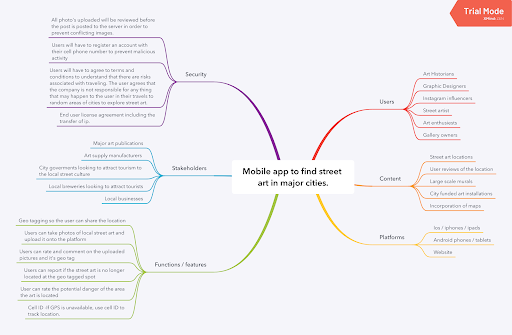 Trial Mode
XMind
All photo's uploaded will be reviewed before
the post is posted to the server in order to
prevent conflicting images.
Users will have to register an account with
their cell phone number to prevent malicious
activity
Users will have to agree to terms and
conditions to understand that there are risks
associated with traveling. The user agrees that
the company is not responsible for any thing
that may happen to the user in their travels to
random areas of cities to explore street art.
End user license agreement including the
transfer of ip.
Security
Major art publications
Art supply manufacturers
City goverments looking to attract tourism to
the local street culture
Local breweries looking to attract tourists
Local businesses
Stakeholders
Geo tagging so the user can share the location
Users can take photos of local street art and
upload it onto the platform
Users can rate and comment on the uploaded
pictures and it's geo tag
Users can report if the street art is no longer
located at the geo tagged spot
User can rate the potential danger of the area
the art is located
Cell ID. If GPS is unavailable, use cell ID to
track location.
Functions / features
Mobile app to find street
art in major cities.
Users
Art Historians
Graphic Designers
Instagram influencers
Street artist
Art enthusiasts
Gallery owners
Content
Street art locations
User reviews of the location
Large scale murals
City funded art installations
Incorporation of maps
Platforms
Ios / iphones / ipads
Android phones / tablets
Website